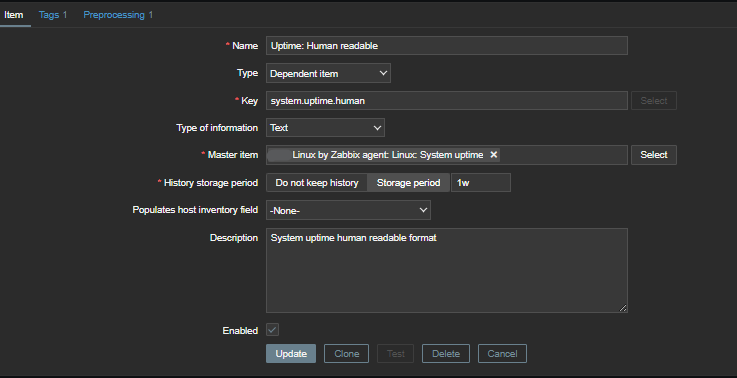 Item Tags 1 Preprocessing 1
* Name Uptime: Human readable
Type Dependent item
* Key system.uptime.human Select
Type of information Text
* Master item Linux by Zabbix agent: Linux: System uptime × Select
* History storage period Do not keep history Storage period 1w
Populates host inventory field -None-
Description System uptime human readable format
Enabled
Update Clone Test Delete Cancel